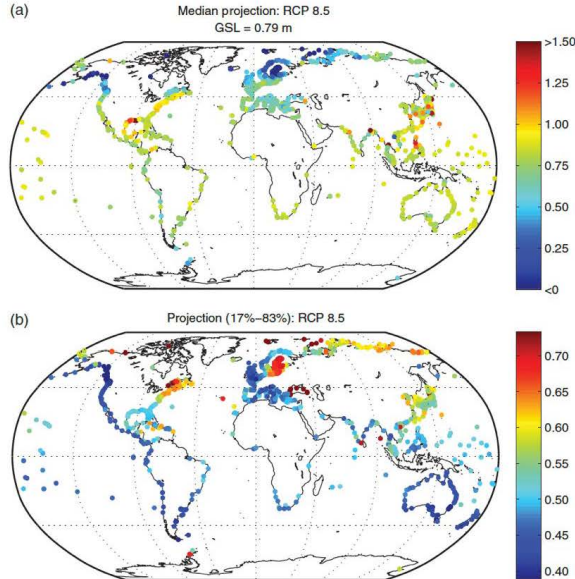 (a)
Median projection: RCP 8.5
GSL = 0.79 m
>1.50
1.25
1.00
0.75
0.50
0.25
<0
(b)
Projection (17%–83%): RCP 8.5
0.70
0.65
0.60
0.55
0.50
0.45
0.40